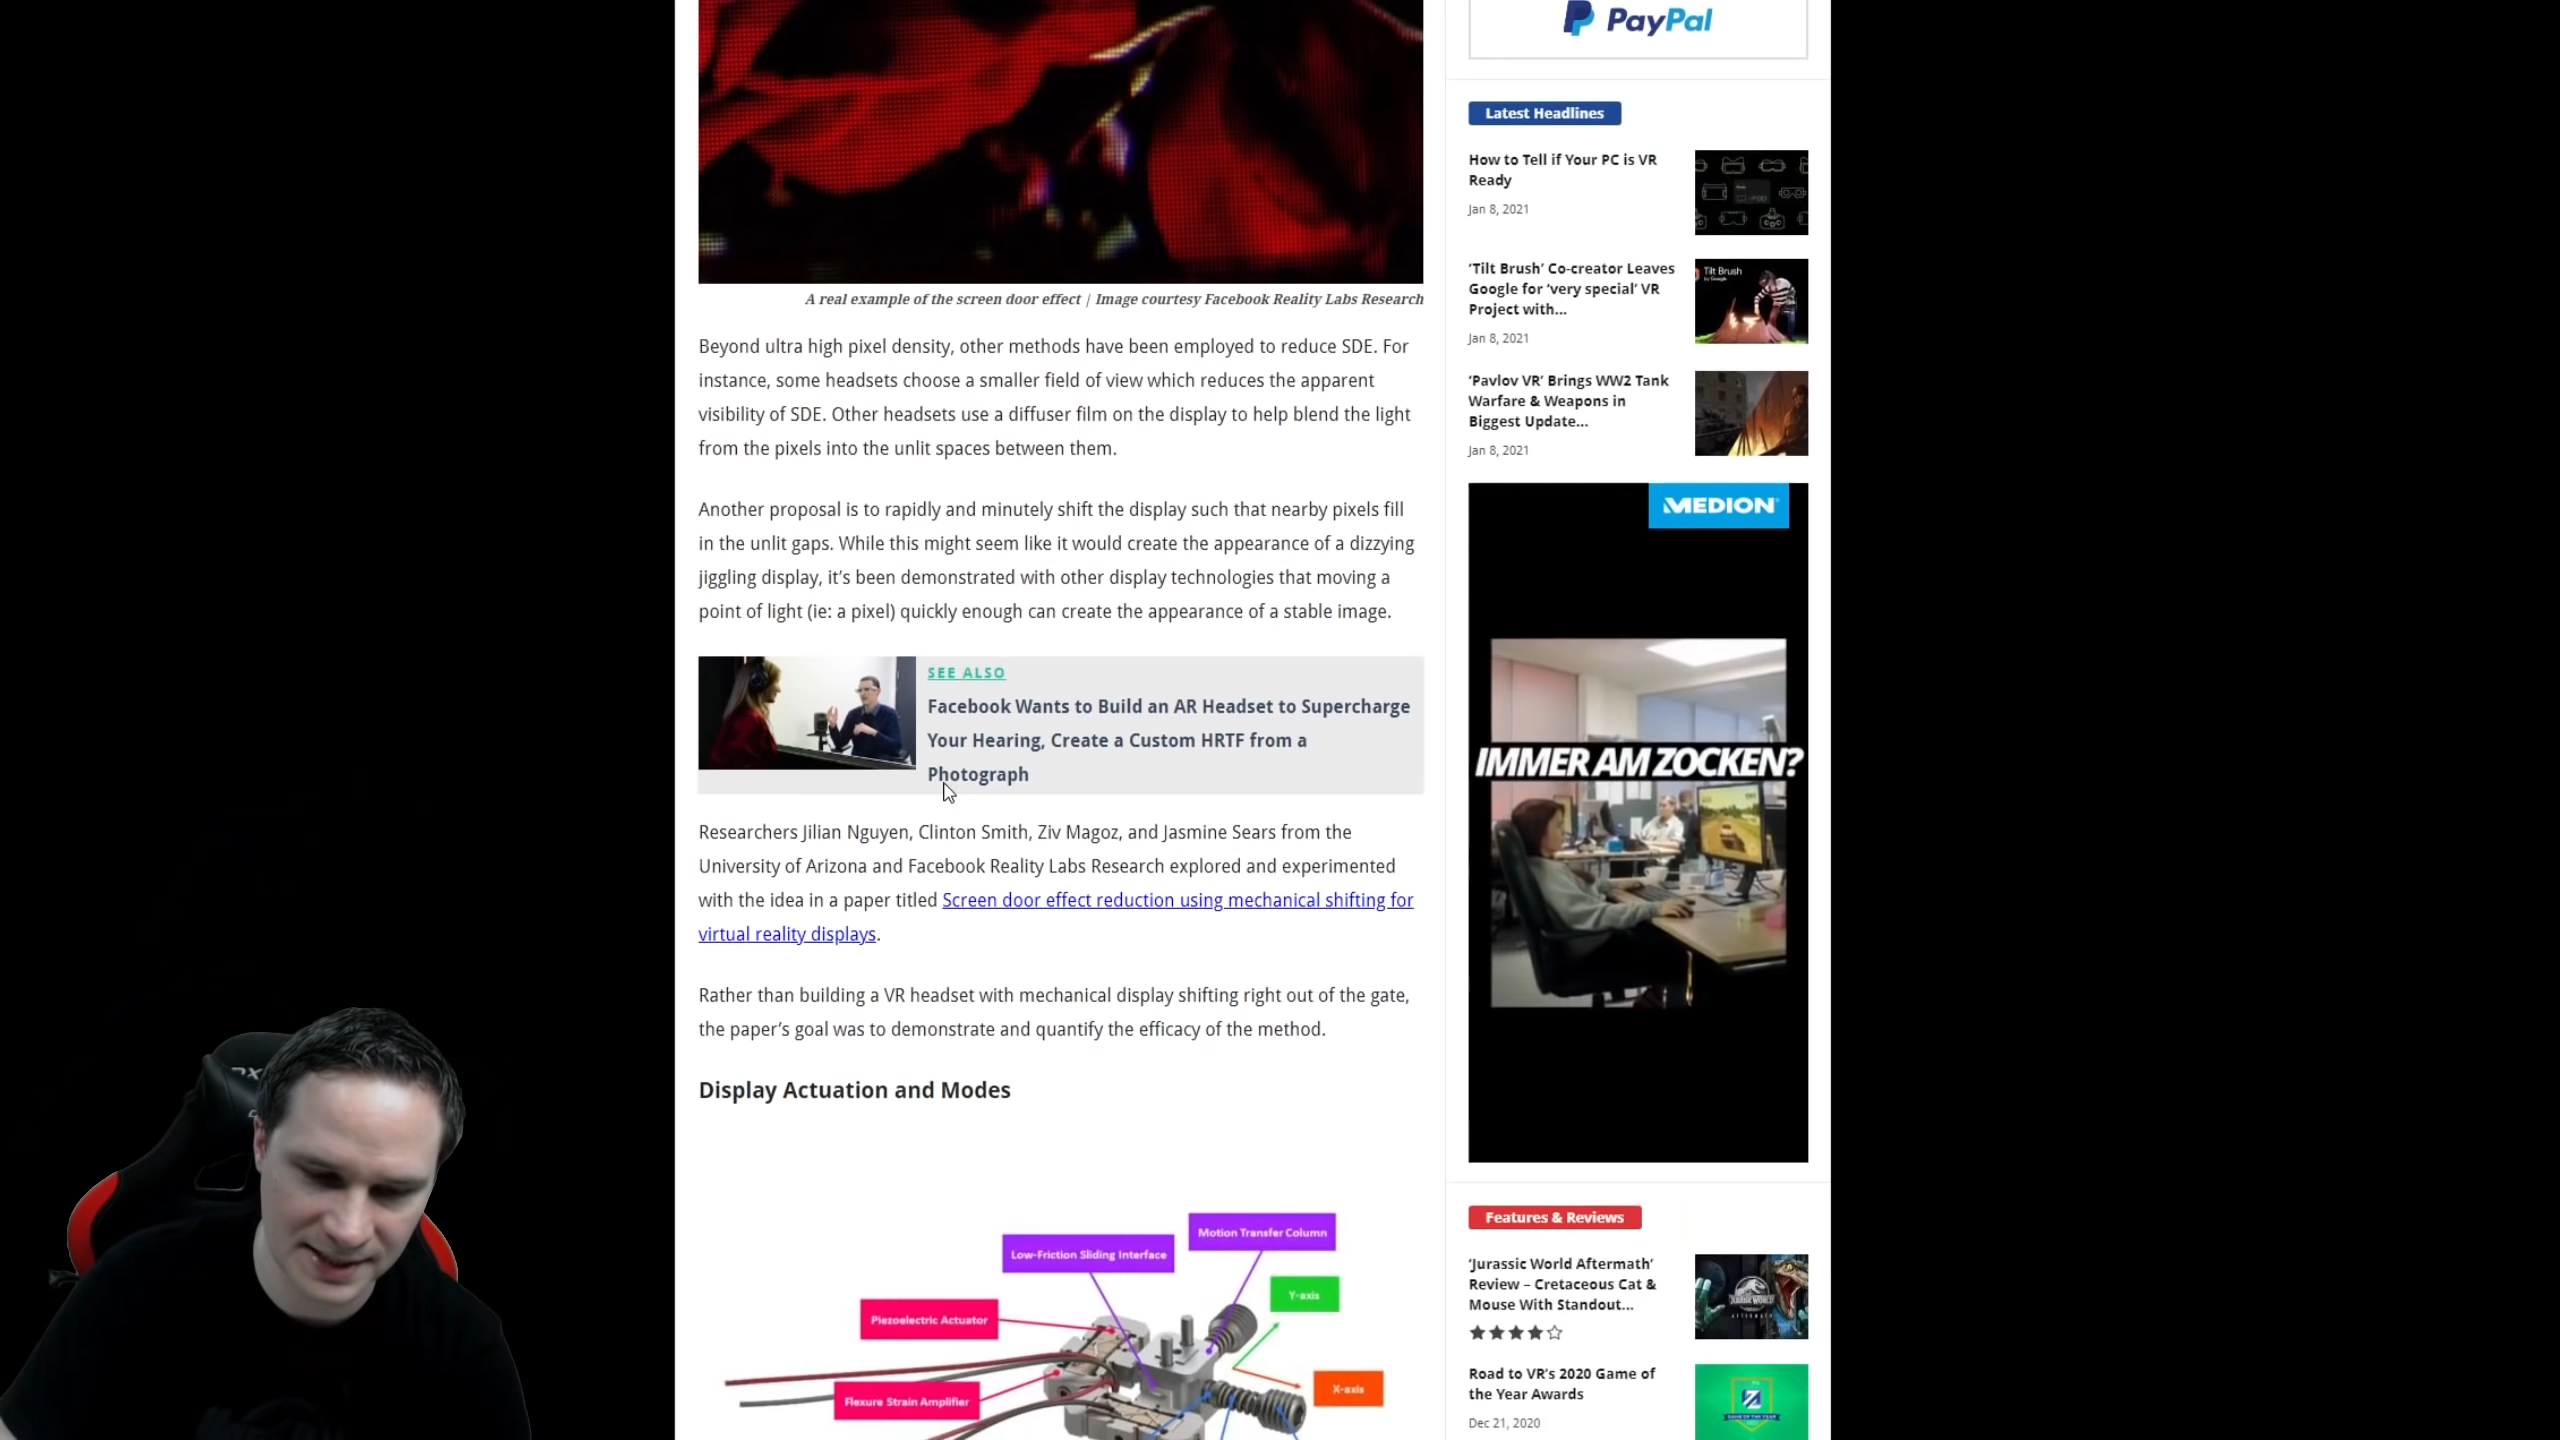 PayPal
A real example of the screen door effect | Image courtesy Facebook Reality Labs Research
Beyond ultra high pixel density, other methods have been employed to reduce SDE. For
instance, some headsets choose a smaller field of view which reduces the apparent
visibility of SDE. Other headsets use a diffuser film on the display to help blend the light
from the pixels into the unlit spaces between them.
Another proposal is to rapidly and minutely shift the display such that nearby pixels fill
in the unlit gaps. While this might seem like it would create the appearance of a dizzying
jiggling display, it's been demonstrated with other display technologies that moving a
point of light (ie: a pixel) quickly enough can create the appearance of a stable image.
SEE ALSO
Facebook Wants to Build an AR Headset to Supercharge
Your Hearing, Create a Custom HRTF from a
Photograph
Researchers Jilian Nguyen, Clinton Smith, Ziv Magoz, and Jasmine Sears from the
University of Arizona and Facebook Reality Labs Research explored and experimented
with the idea in a paper titled Screen door effect reduction using mechanical shifting for
virtual reality displays.
Rather than building a VR headset with mechanical display shifting right out of the gate,
the paper's goal was to demonstrate and quantify the efficacy of the method.
Display Actuation and Modes
Motion Transfer Column
Low-Friction Sliding Interface
Y-axis
Piezoelectric Actuator
X-axis
Flexure Strain Amplifier
Latest Headlines
How to Tell if Your PC is VR
Ready
Jan 8, 2021
'Tilt Brush' Co-creator Leaves
Google for 'very special' VR
Project with...
Jan 8, 2021
Tilt Brush
by Google
'Pavlov VR' Brings WW2 Tank
Warfare & Weapons in
Biggest Update...
Jan 8, 2021
MEDION
IMMER AM ZOCKEN?
Features & Reviews
'Jurassic World Aftermath'
Review – Cretaceous Cat &
Mouse With Standout...
JURASSIC WORLD
AFTERMATH
Road to VR's 2020 Game of
the Year Awards
Dec 21, 2020